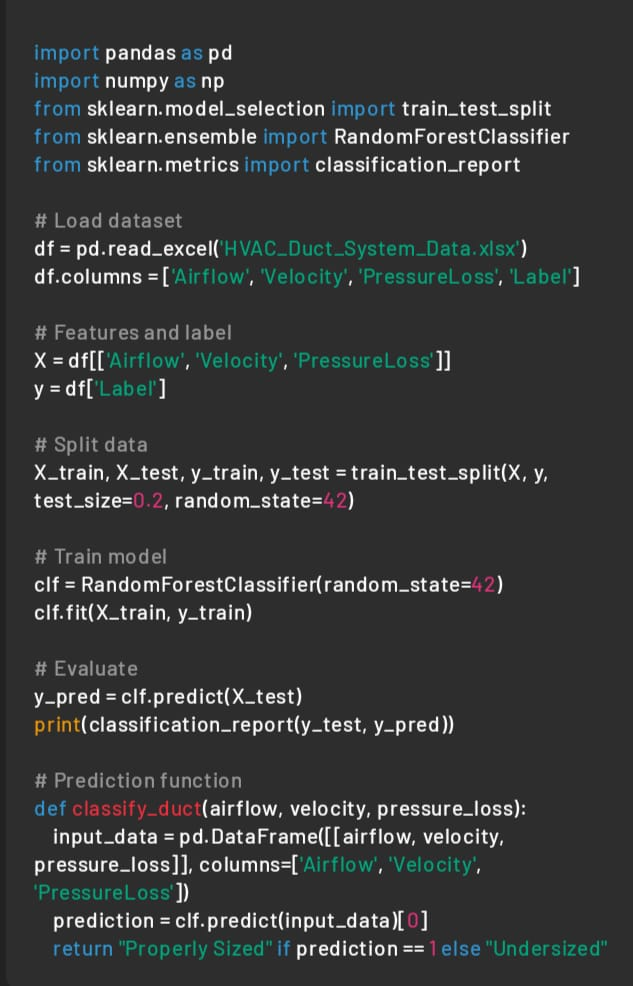 import pandas as pd
import numpy as np
from sklearn.model_selection import train_test_split
from sklearn.ensemble import RandomForestClassifier
from sklearn.metrics import classification_report
# Load dataset
df = pd.read_excel('HVAC_Duct_System_Data.xlsx')
df.columns = ['Airflow', 'Velocity', 'PressureLoss', 'Label']
# Features and label
X = df[['Airflow', 'Velocity', 'PressureLoss']]
y = df['Label']
# Split data
X_train, X_test, y_train, y_test = train_test_split(X, y,
test_size=0.2, random_state=42)
# Train model
clf = RandomForestClassifier(random_state=42)
clf.fit(X_train, y_train)
# Evaluate
y_pred = clf.predict(X_test)
print(classification_report(y_test, y_pred))
# Prediction function
def classify_duct(airflow, velocity, pressure_loss):
    input_data = pd.DataFrame([[airflow, velocity,
pressure_loss]], columns=['Airflow', 'Velocity',
'PressureLoss'])
    prediction = clf.predict(input_data)[0]
    return "Properly Sized" if prediction == 1 else "Undersized"